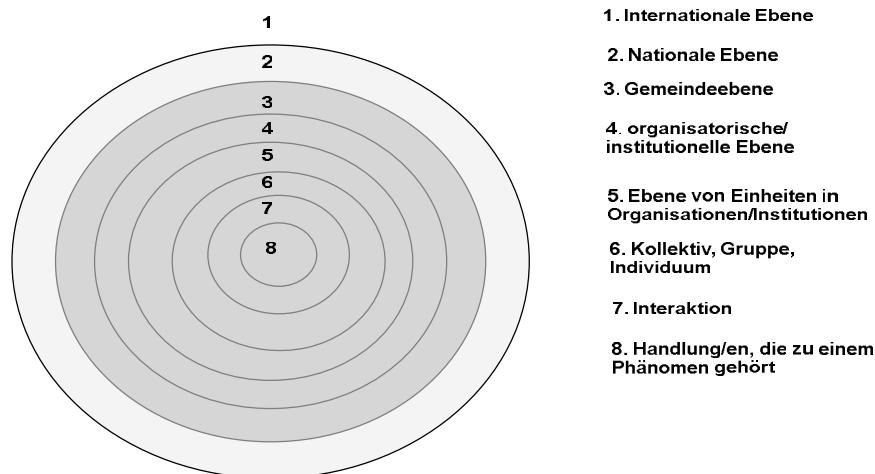 1
2
3
4
5
6
7
8
1. Internationale Ebene
2. Nationale Ebene
3. Gemeindeebene
4. organisatorische/
institutionelle Ebene
5. Ebene von Einheiten in
Organisationen/Institutionen
6. Kollektiv, Gruppe,
Individuum
7. Interaktion
8. Handlung/en, die zu einem
Phänomen gehört